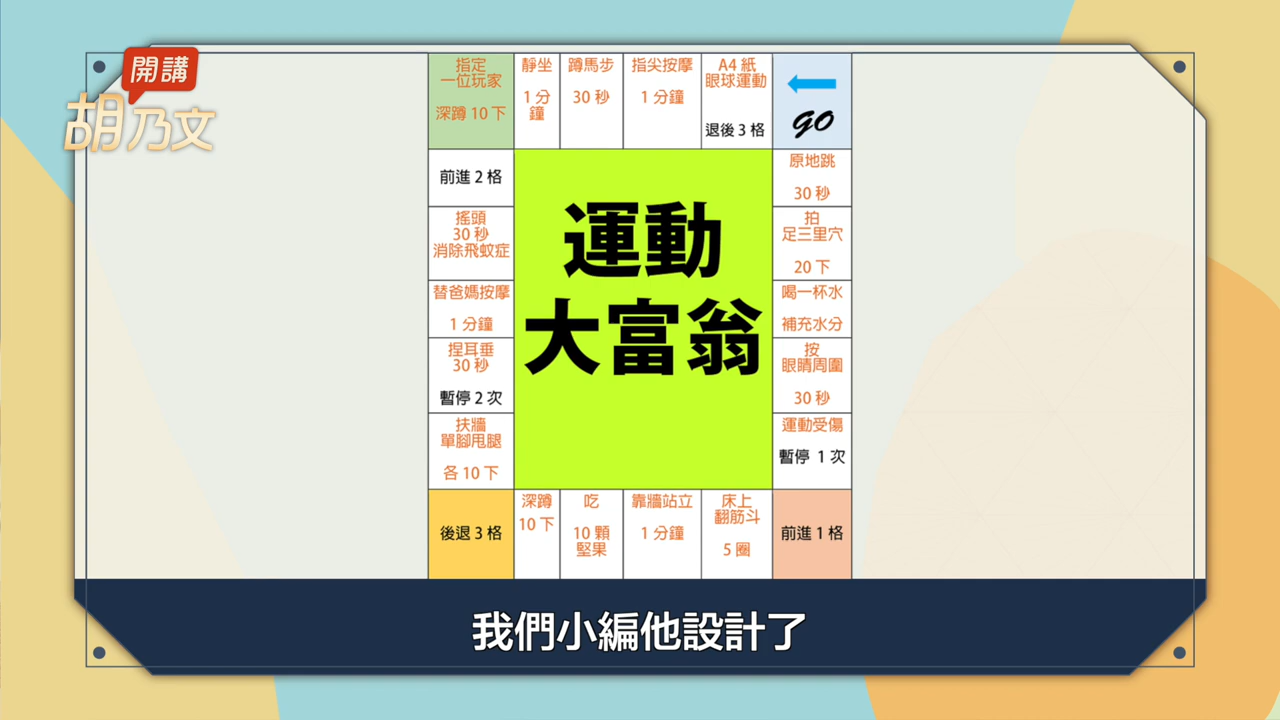 開講
胡乃文
指定
一位玩家
深蹲 10 下
靜坐
1 分
鐘
蹲馬步
30 秒
指尖按摩
1 分鐘
A4 紙
眼球運動
退後 3 格
GO
前進 2 格
搖頭
30 秒
消除飛蚊症
替爸媽按摩
1 分鐘
捏耳垂
30 秒
暫停 2 次
扶牆
單腳甩腿
各 10 下
運動
大富翁
原地跳
30 秒
拍
足三里穴
20 下
喝一杯水
補充水分
按
眼睛周圍
30 秒
運動受傷
暫停 1 次
後退 3 格
深蹲
10 下
吃
10 顆
堅果
靠牆站立
1 分鐘
床上
翻筋斗
5 圈
前進 1 格
我們小編他設計了